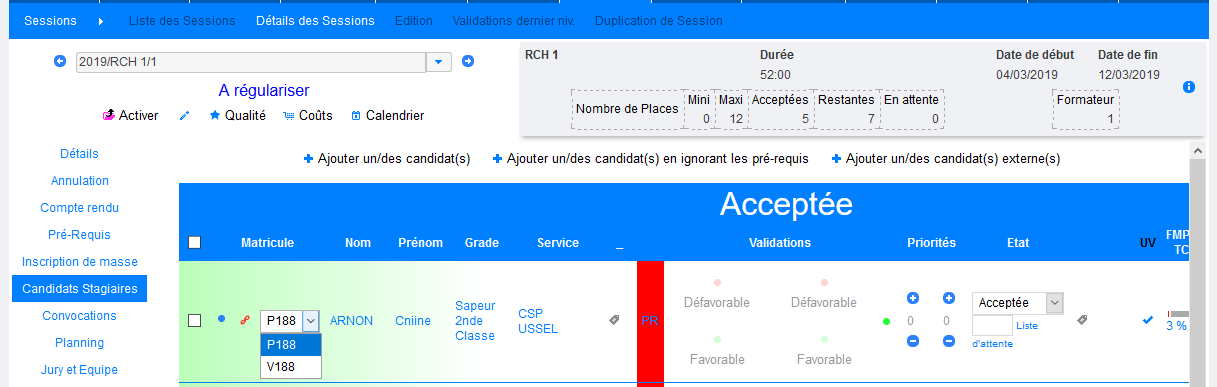 Sessions Liste des Sessions Détails des Sessions Edition Validations dernier niv. Duplication de Session
2019/RCH 1/1
A régulariser
Activer Qualité Coûts Calendrier
RCH 1 Durée Date de début Date de fin
52:00 04/03/2019 12/03/2019
Nombre de Places Mini Maxi Acceptées Restantes En attente Formateur
0 12 5 7 0 1
Détails
Annulation
Compte rendu
Pré-Requis
Inscription de masse
Candidats Stagiaires
Convocations
Planning
Jury et Equipe
Ajouter un/des candidat(s) Ajouter un/des candidat(s) en ignorant les pré-requis Ajouter un/des candidat(s) externe(s)
Acceptée
Matricule Nom Prénom Grade Service _ Validations Priorités Etat UV FMP
TC
P188 ARNON Cniine Sapeur
2nde
Classe
CSP
USSEL
PR
Défavorable Défavorable
Favorable Favorable
0 0
Acceptée
Liste
d'attente
3 %
P188
V188